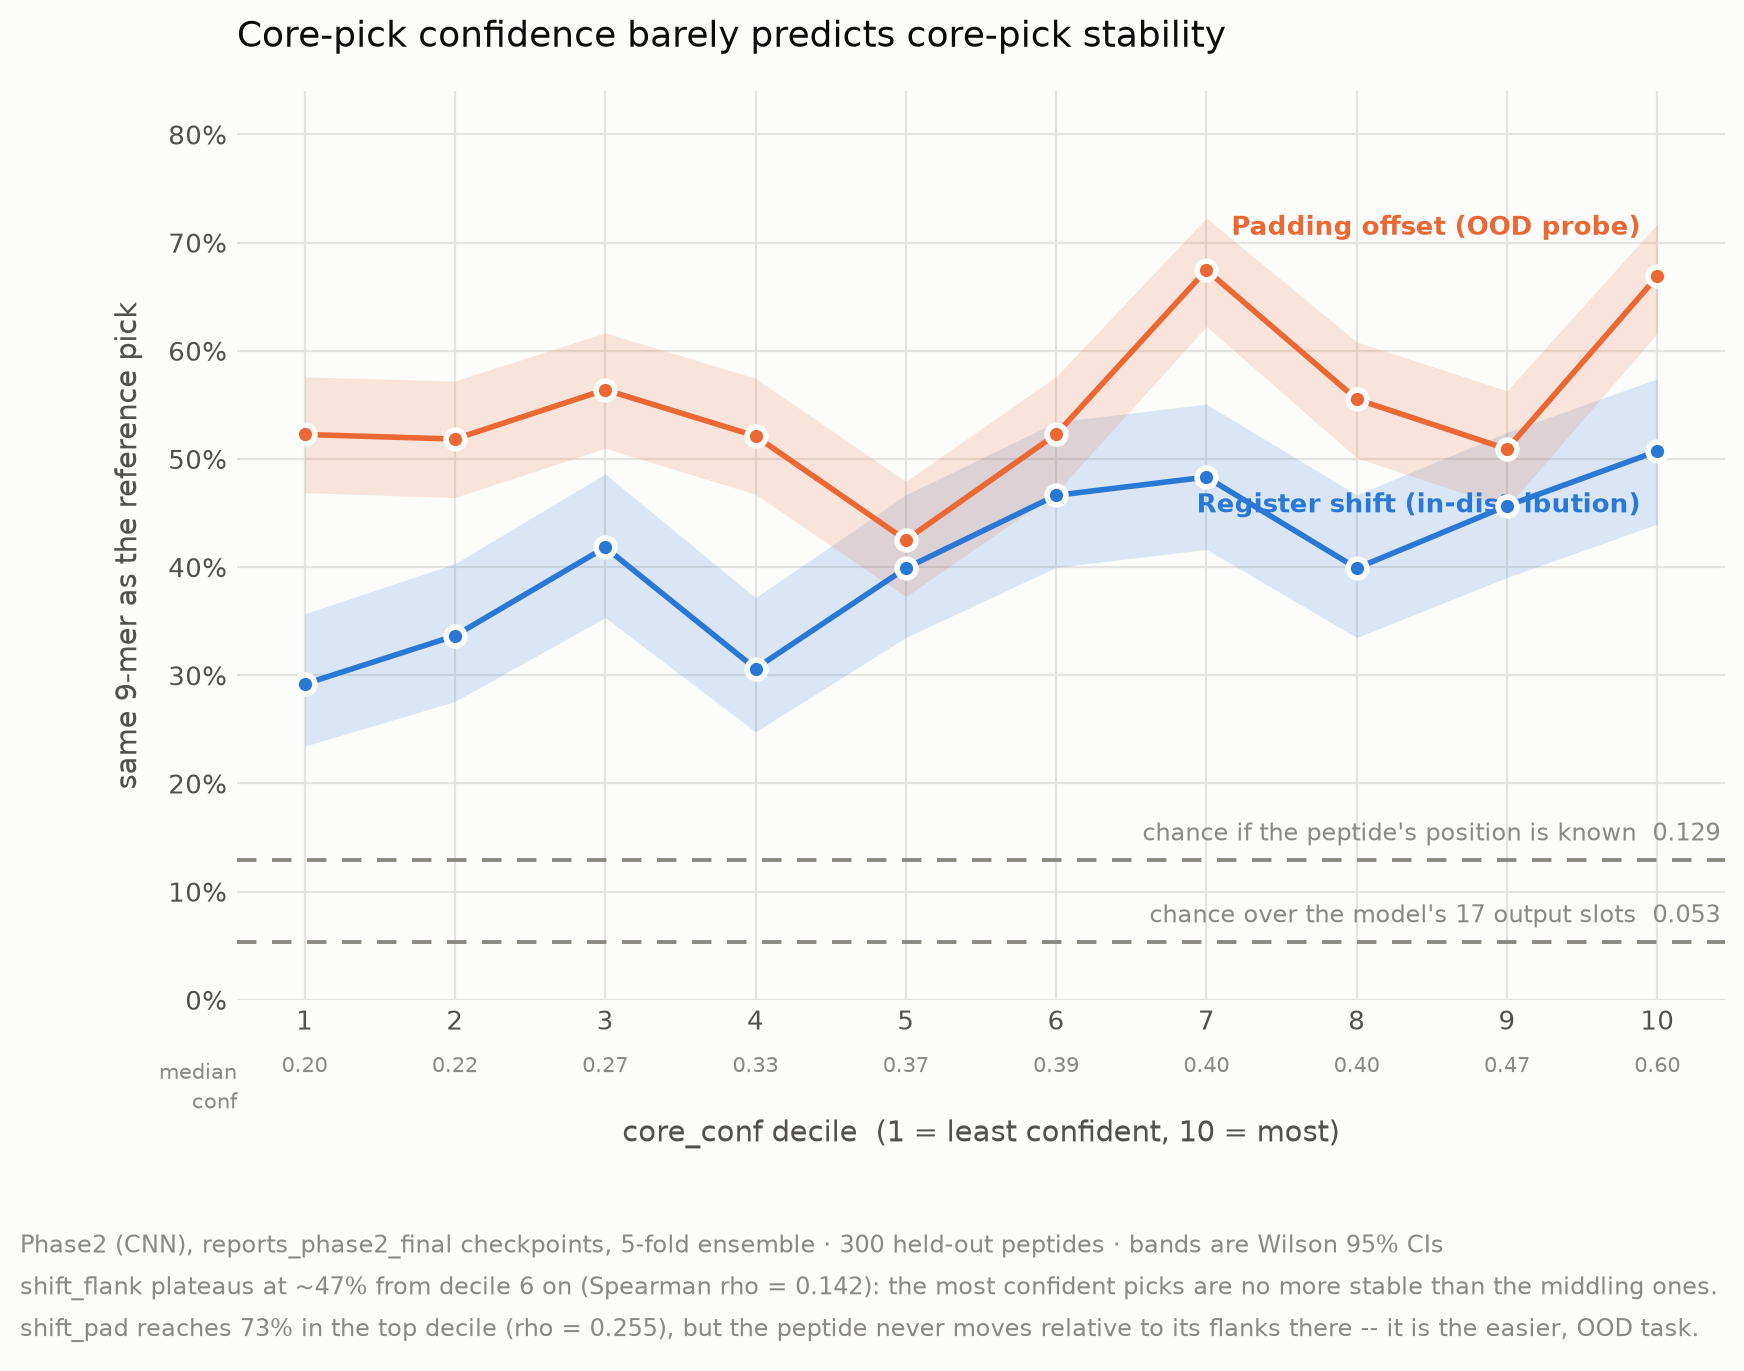 Core-pick confidence barely predicts core-pick stability
80%
70%
60%
50%
40%
30%
20%
10%
0%
same 9-mer as the reference pick
Padding offset (OOD probe)
Register shift (in-dis ibution)
chance if the peptide's position is known 0.129
chance over the model's 17 output slots 0.053
1 2 3 4 5 6 7 8 9 10
median conf 0.20 0.22 0.27 0.33 0.37 0.39 0.40 0.40 0.47 0.60
core_conf decile (1 = least confident, 10 = most)
Phase2 (CNN), reports_phase2_final checkpoints, 5-fold ensemble · 300 held-out peptides · bands are Wilson 95% CIs
shift_flank plateaus at ~47% from decile 6 on (Spearman rho = 0.142): the most confident picks are no more stable than the middling ones.
shift_pad reaches 73% in the top decile (rho = 0.255), but the peptide never moves relative to its flanks there -- it is the easier, OOD task.